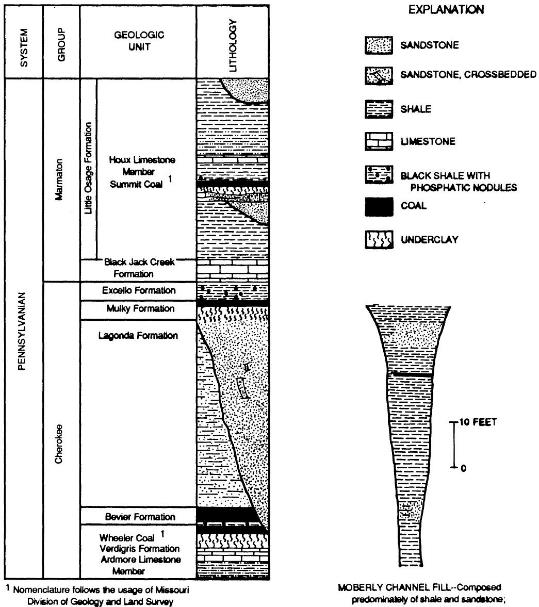 SYSTEM
GROUP
GEOLOGIC
UNIT
LITHOLOGY
PENNSYLVANIAN
Marmaton
Little Osage Formation
Houx Limestone
Member
Summit Coal 1
Black Jack Creek
Formation
Cherokee
Excello Formation
Mulky Formation
Lagonda Formation
Bevier Formation
Wheeler Coal 1
Verdigris Formation
Ardmore Limestone
Member
1 Nomenclature follows the usage of Missouri
Division of Geology and Land Survey
EXPLANATION
SANDSTONE
SANDSTONE, CROSSBEDDED
SHALE
LIMESTONE
BLACK SHALE WITH
PHOSPHATIC NODULES
COAL
UNDERCLAY
10 FEET
0
MOBERLY CHANNEL FILL--Composed
predominately of shale and sandstone;